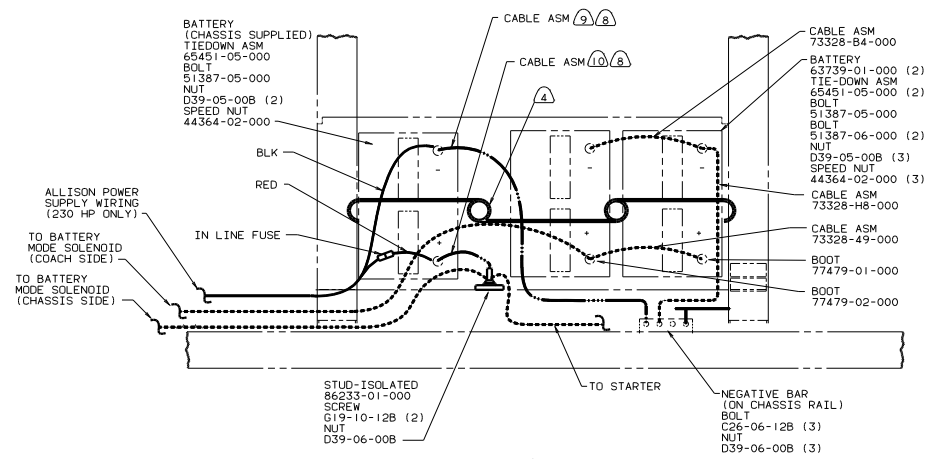 BATTERY
(CHASSIS SUPPLIED)
TIEDOWN ASM
65451-05-000
BOLT
51387-05-000
NUT
D39-05-00B (2)
SPEED NUT
44364-02-000
CABLE ASM 9 8
CABLE ASM 10 8
4
CABLE ASM
73328-B4-000
BATTERY
63739-01-000 (2)
TIE-DOWN ASM
65451-05-000 (2)
BOLT
51387-05-000
BOLT
51387-06-000 (2)
NUT
D39-05-00B (3)
SPEED NUT
44364-02-000 (3)
CABLE ASM
73328-H8-000
CABLE ASM
73328-49-000
BOOT
77479-01-000
BOOT
77479-02-000
BLK
RED
ALLISON POWER
SUPPLY WIRING
(230 HP ONLY)
IN LINE FUSE
TO BATTERY
MODE SOLENOID
(COACH SIDE)
TO BATTERY
MODE SOLENOID
(CHASSIS SIDE)
- - -
+ + +
STUD-ISOLATED
86233-01-000
SCREW
G19-10-12B (2)
NUT
D39-06-00B
TO STARTER
NEGATIVE BAR
(ON CHASSIS RAIL)
BOLT
C26-06-12B (3)
NUT
D39-06-00B (3)